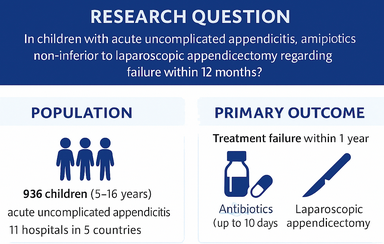 RESEARCH QUESTION
In children with acute uncomplicated appendicitis, amipiotics
non-inferior to laparoscopic appendicectomy regarding
failure within 12 months?
POPULATION
936 children (5–16 years)
acute uncomplicated appendicitis
11 hospitals in 5 countries
PRIMARY OUTCOME
Treatment failure within 1 year
Antibiotics
(up to 10 days
Laparoscopic
appendicectomy